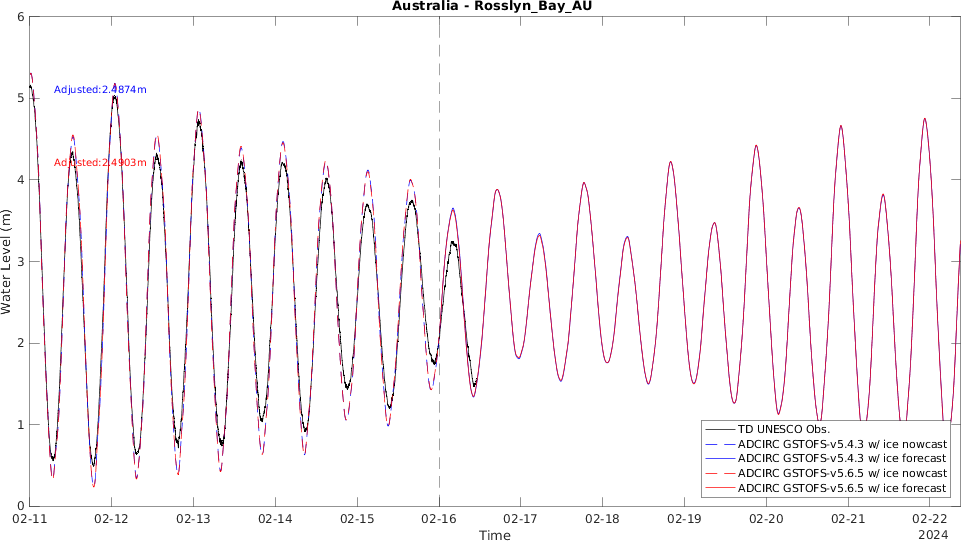 Australia - Rosslyn_Bay_AU
6
5
4
3
2
1
0
Water Level (m)
Adjusted:2.4874m
Adjusted:2.4903m
TD UNESCO Obs.
ADCIRC GSTOFS-v5.4.3 w/ ice nowcast
ADCIRC GSTOFS-v5.4.3 w/ ice forecast
ADCIRC GSTOFS-v5.6.5 w/ ice nowcast
ADCIRC GSTOFS-v5.6.5 w/ ice forecast
02-11 02-12 02-13 02-14 02-15 02-16 02-17 02-18 02-19 02-20 02-21 02-22
Time
2024